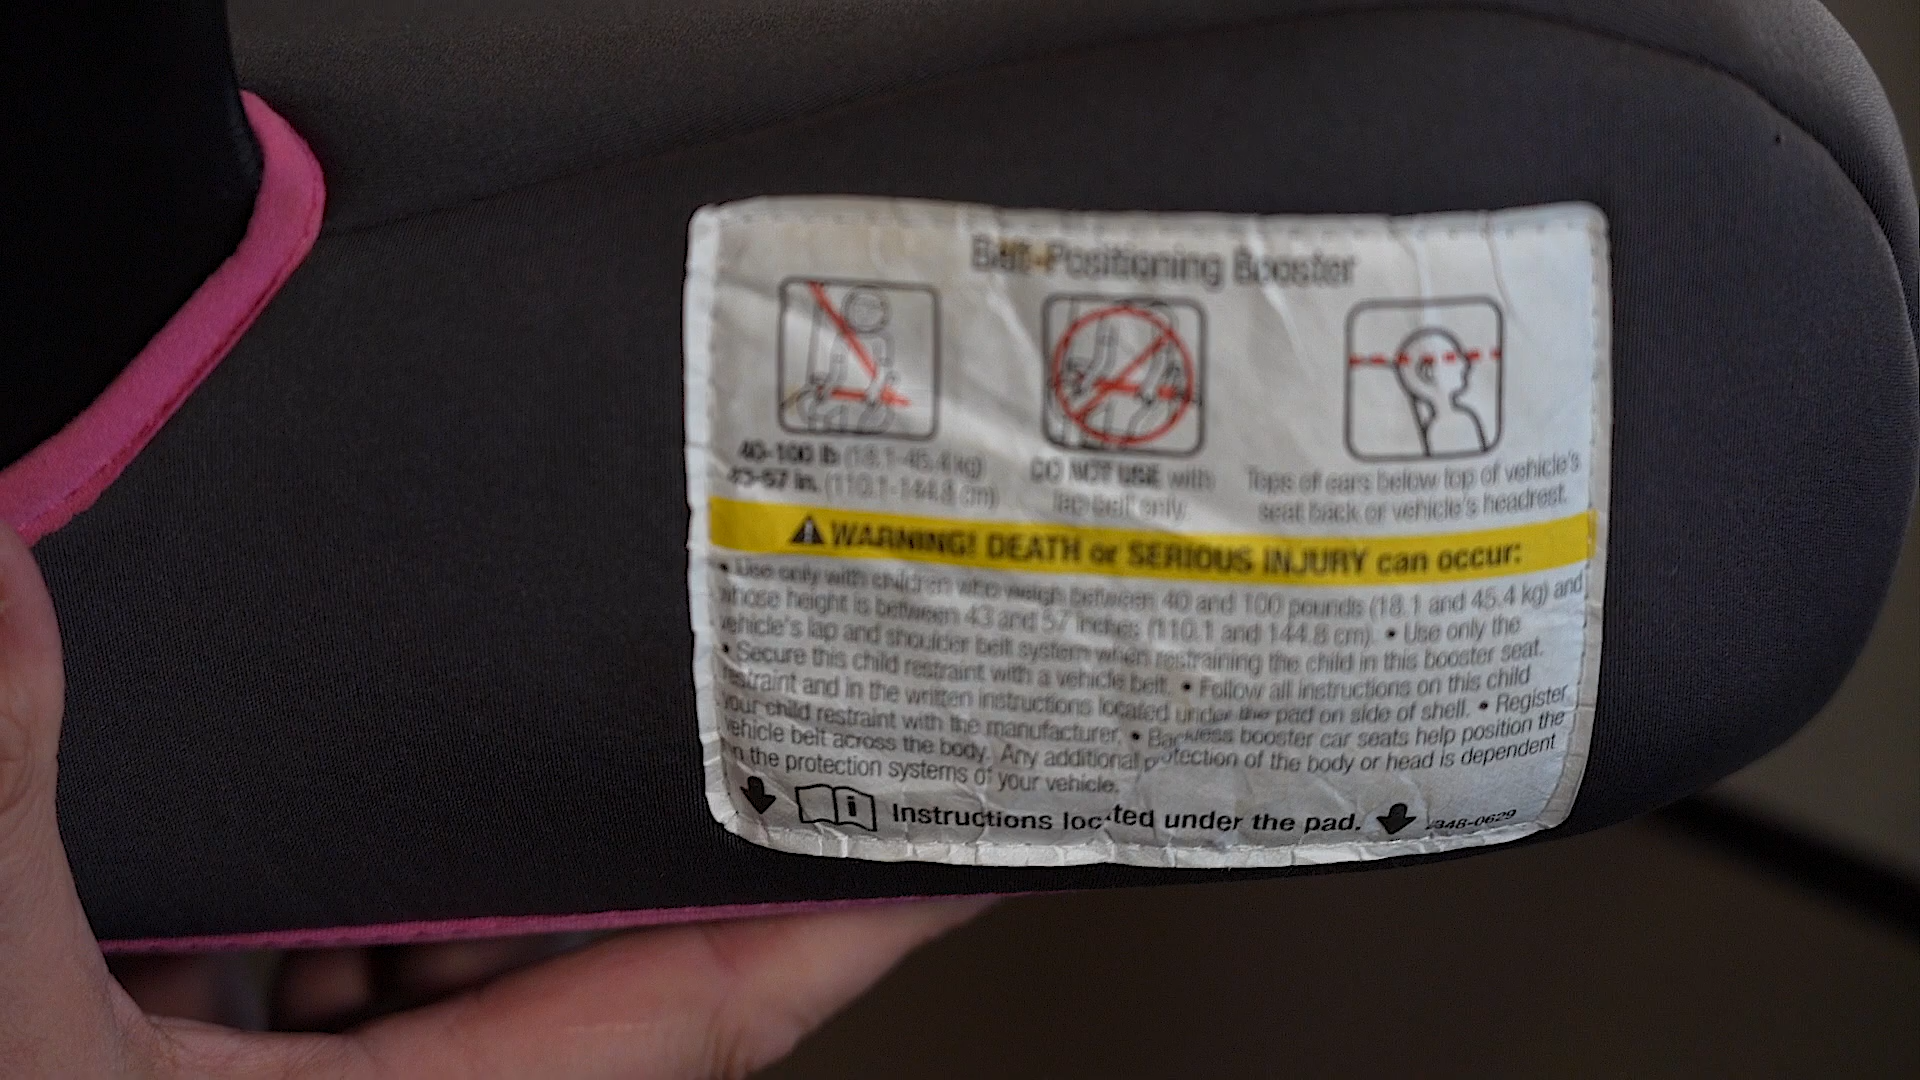 Belt-Positioning Booster
40-100 lb (18.1-45.4 kg)
43-57 in. (110.1-144.8 cm)
DO NOT USE with
lap belt only.
Tops of ears below top of vehicle's
seat back or vehicle's headrest.
WARNING! DEATH or SERIOUS INJURY can occur:
• Use only with children who weigh between 40 and 100 pounds (18.1 and 45.4 kg) and
whose height is between 43 and 57 inches (110.1 and 144.8 cm). • Use only the
vehicle's lap and shoulder belt system when restraining the child in this booster seat.
• Secure this child restraint with a vehicle belt. • Follow all instructions on this child
restraint and in the written instructions located under the pad on side of shell. • Register
your child restraint with the manufacturer. • Backless booster car seats help position the
vehicle belt across the body. Any additional protection of the body or head is dependent
on the protection systems of your vehicle.
Instructions located under the pad.